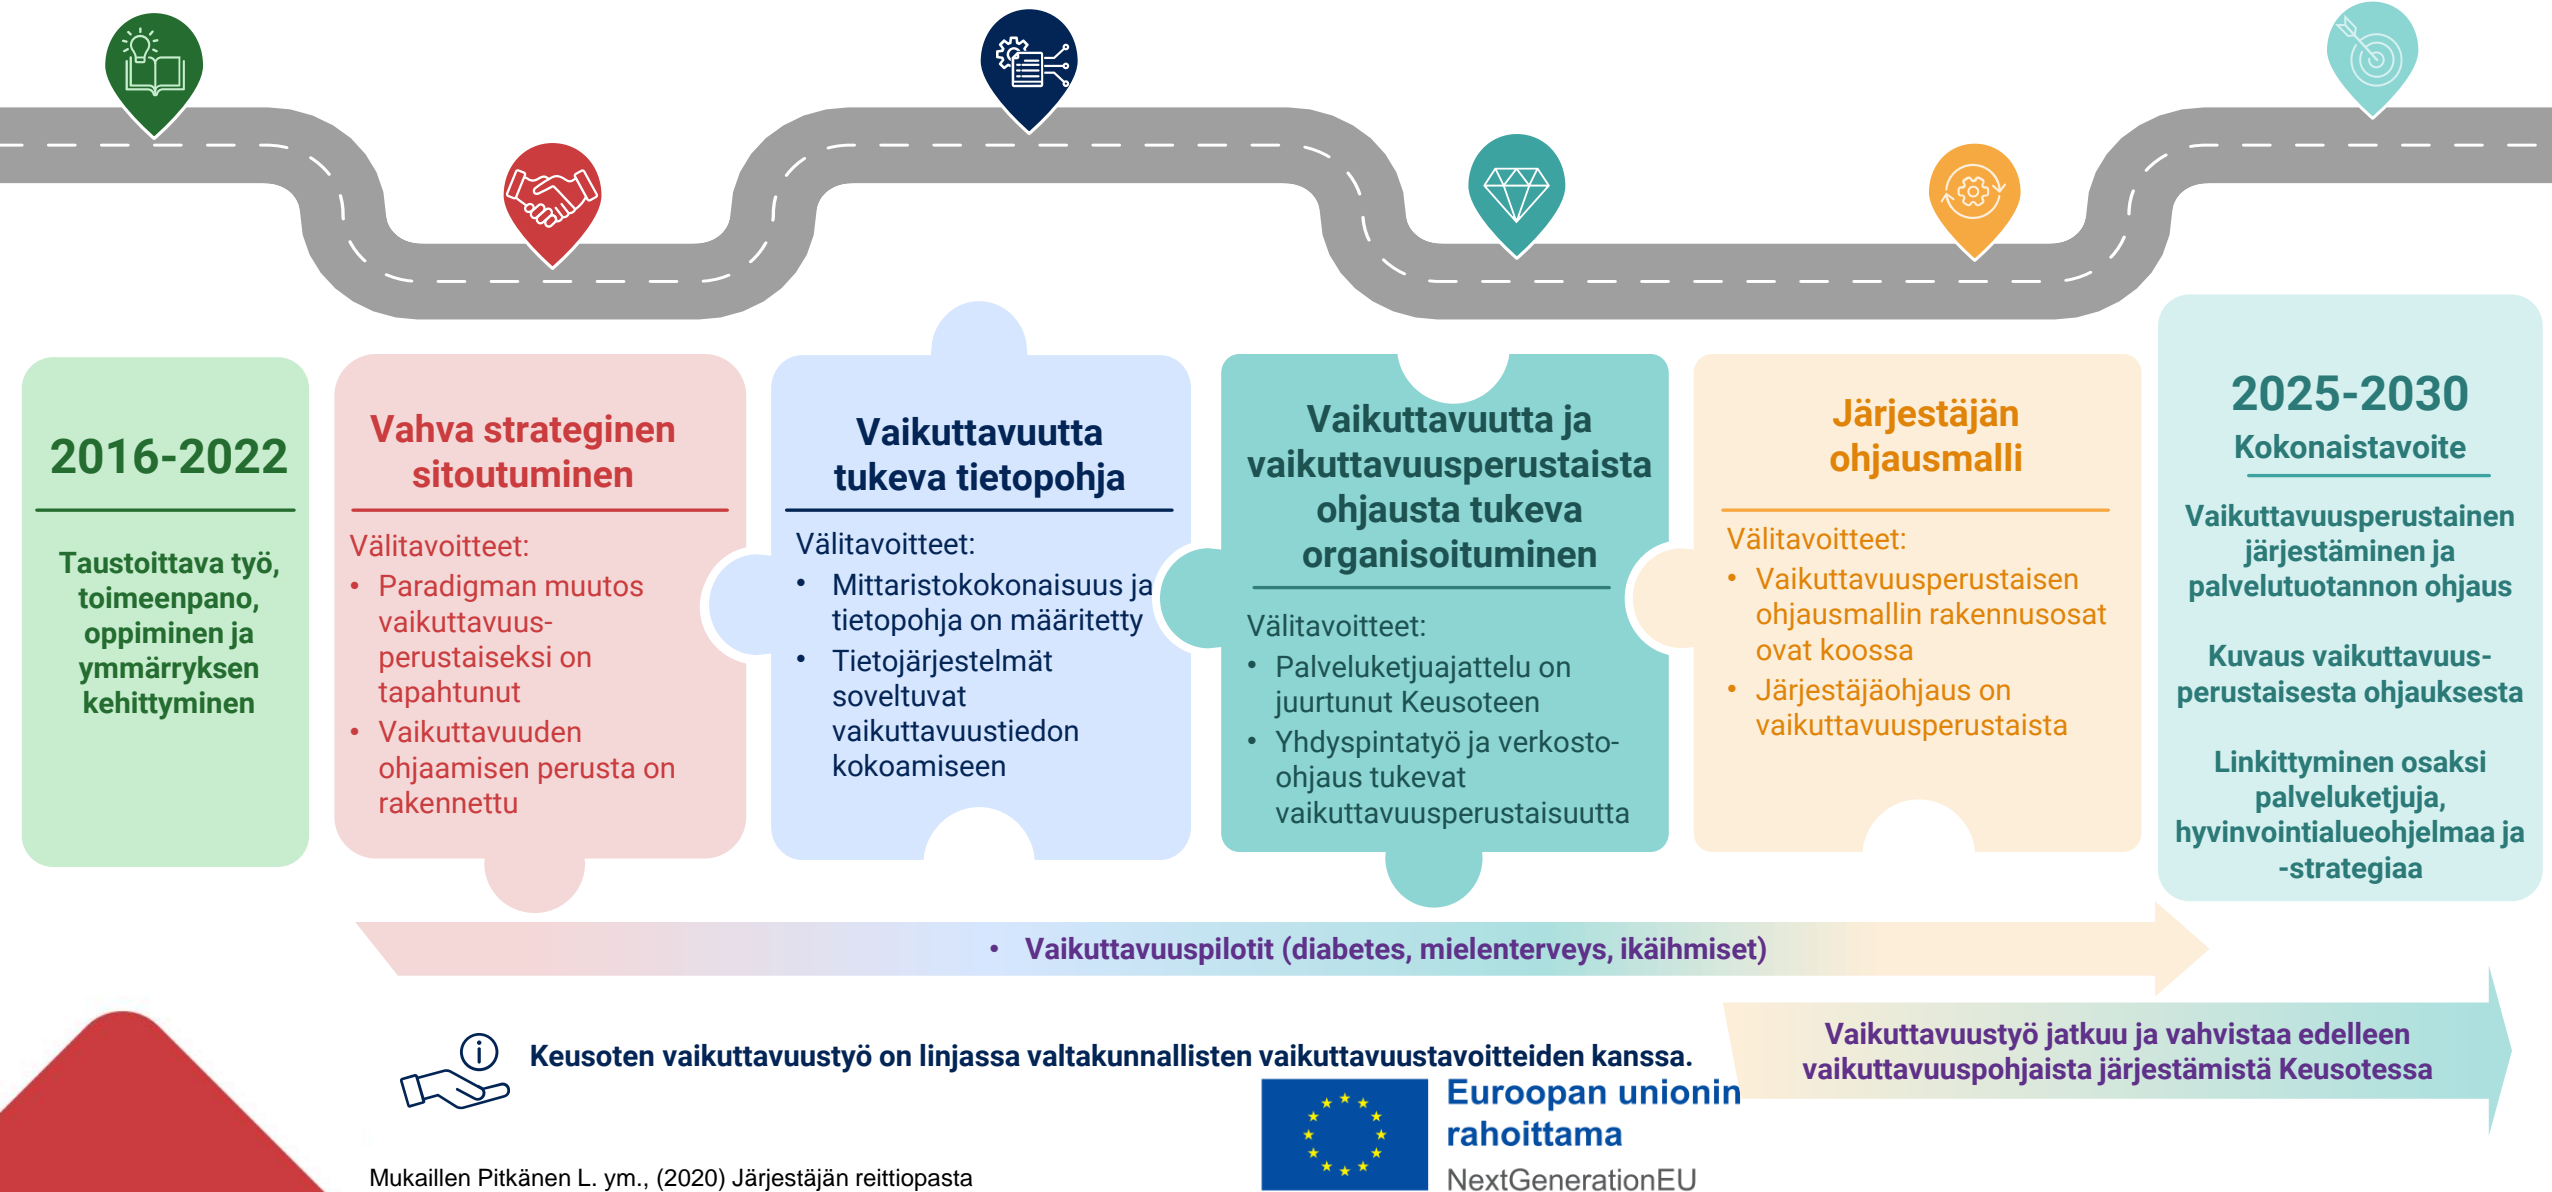 2016-2022
Taustoittava työ,
toimeenpano,
oppiminen ja
ymmärryksen
kehittyminen
Vahva strateginen
sitoutuminen
Välitavoitteet:
• Paradigman muutos
vaikuttavuus-
perustaiseksi on
tapahtunut
• Vaikuttavuuden
ohjaamisen perusta on
rakennettu
Vaikuttavuutta
tukeva tietopohja
Välitavoitteet:
• Mittaristokokonaisuus ja
tietopohja on määritetty
• Tietojärjestelmät
soveltuvat
vaikuttavuustiedon
kokoamiseen
Vaikuttavuutta ja
vaikuttavuusperustaista
ohjausta tukeva
organisoituminen
Välitavoitteet:
• Palveluketjuajattelu on
juurtunut Keusoteen
• Yhdyspintatyö ja verkosto-
ohjaus tukevat
vaikuttavuusperustaisuutta
Järjestäjän
ohjausmalli
Välitavoitteet:
• Vaikuttavuusperustaisen
ohjausmallin rakennusosat
ovat koossa
• Järjestäjäohjaus on
vaikuttavuusperustaista
2025-2030
Kokonaistavoite
Vaikuttavuusperustainen
järjestäminen ja
palvelutuotannon ohjaus
Kuvaus vaikuttavuus-
perustaisesta ohjauksesta
Linkittyminen osaksi
palveluketjuja,
hyvinvointialueohjelmaa ja
-strategiaa
• Vaikuttavuuspilotit (diabetes, mielenterveys, ikäihmiset)
Vaikuttavuustyö jatkuu ja vahvistaa edelleen
vaikuttavuuspohjaista järjestämistä Keusotessa
Keusoten vaikuttavuustyö on linjassa valtakunnallisten vaikuttavuustavoitteiden kanssa.
Euroopan unionin
rahoittama
NextGenerationEU
Mukaillen Pitkänen L. ym., (2020) Järjestäjän reittiopasta